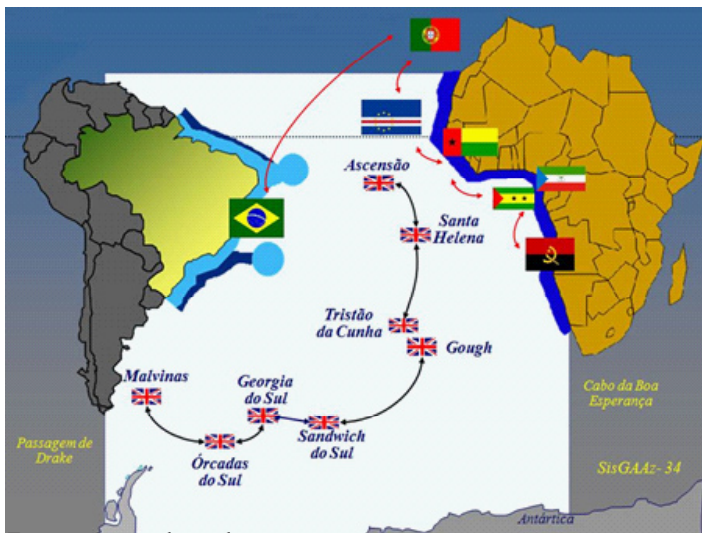 Ascensão
Santa
Helena
Tristão
da Cunha
Gough
Malvinas
Georgia
do Sul
Sandwich
do Sul
Órcadas
do Sul
Passagem de
Drake
Cabo da Boa
Esperança
SisGAAz- 34
Antártica